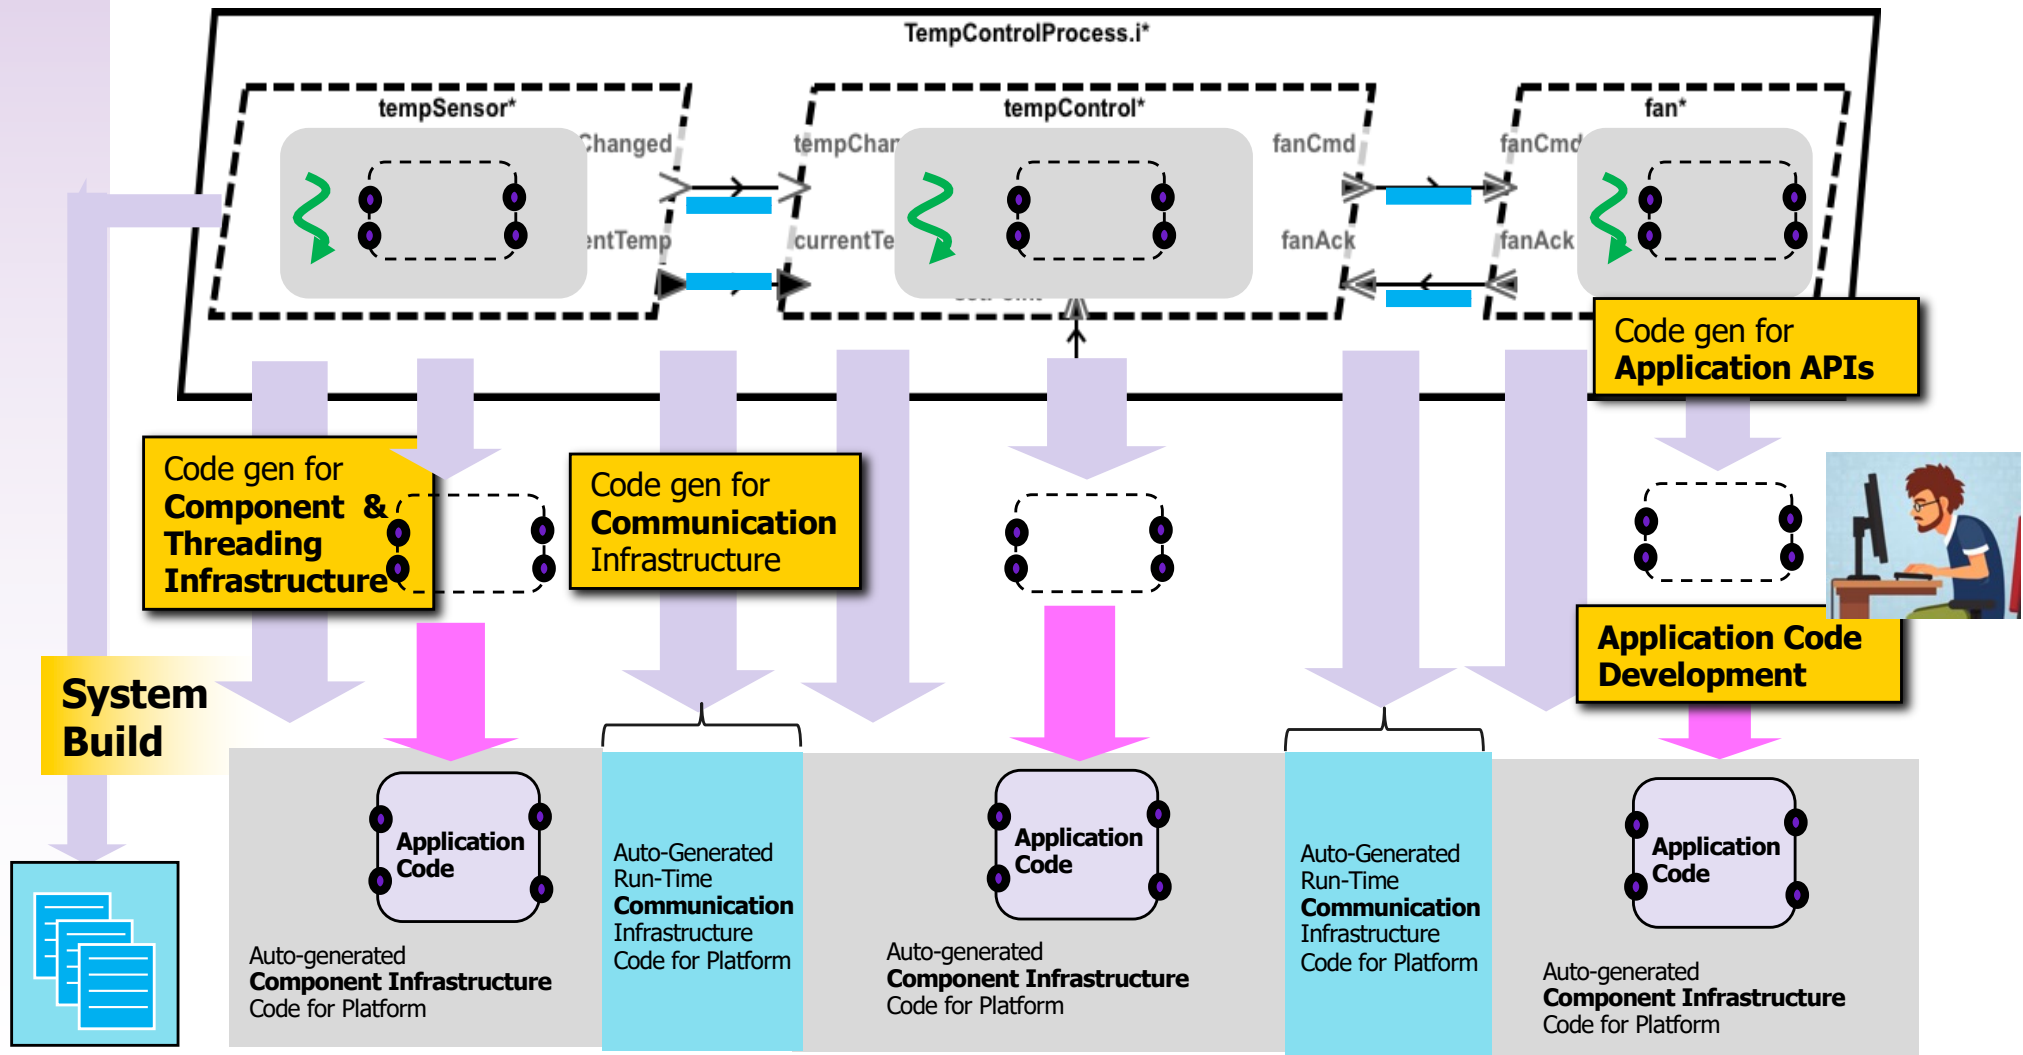 TempControlProcess.i*
tempSensor*
tempControl*
fan*
Changed
tempChan
fanCmd
fanCmd
entTemp
currentTe
fanAck
fanAck
Code gen for
Application APIs
Code gen for
Component &
Threading
Infrastructure
Code gen for
Communication
Infrastructure
Application Code
Development
System
Build
Application
Code
Application
Code
Application
Code
Auto-Generated
Run-Time
Communication
Infrastructure
Code for Platform
Auto-Generated
Run-Time
Communication
Infrastructure
Code for Platform
Auto-generated
Component Infrastructure
Code for Platform
Auto-generated
Component Infrastructure
Code for Platform
Auto-generated
Component Infrastructure
Code for Platform